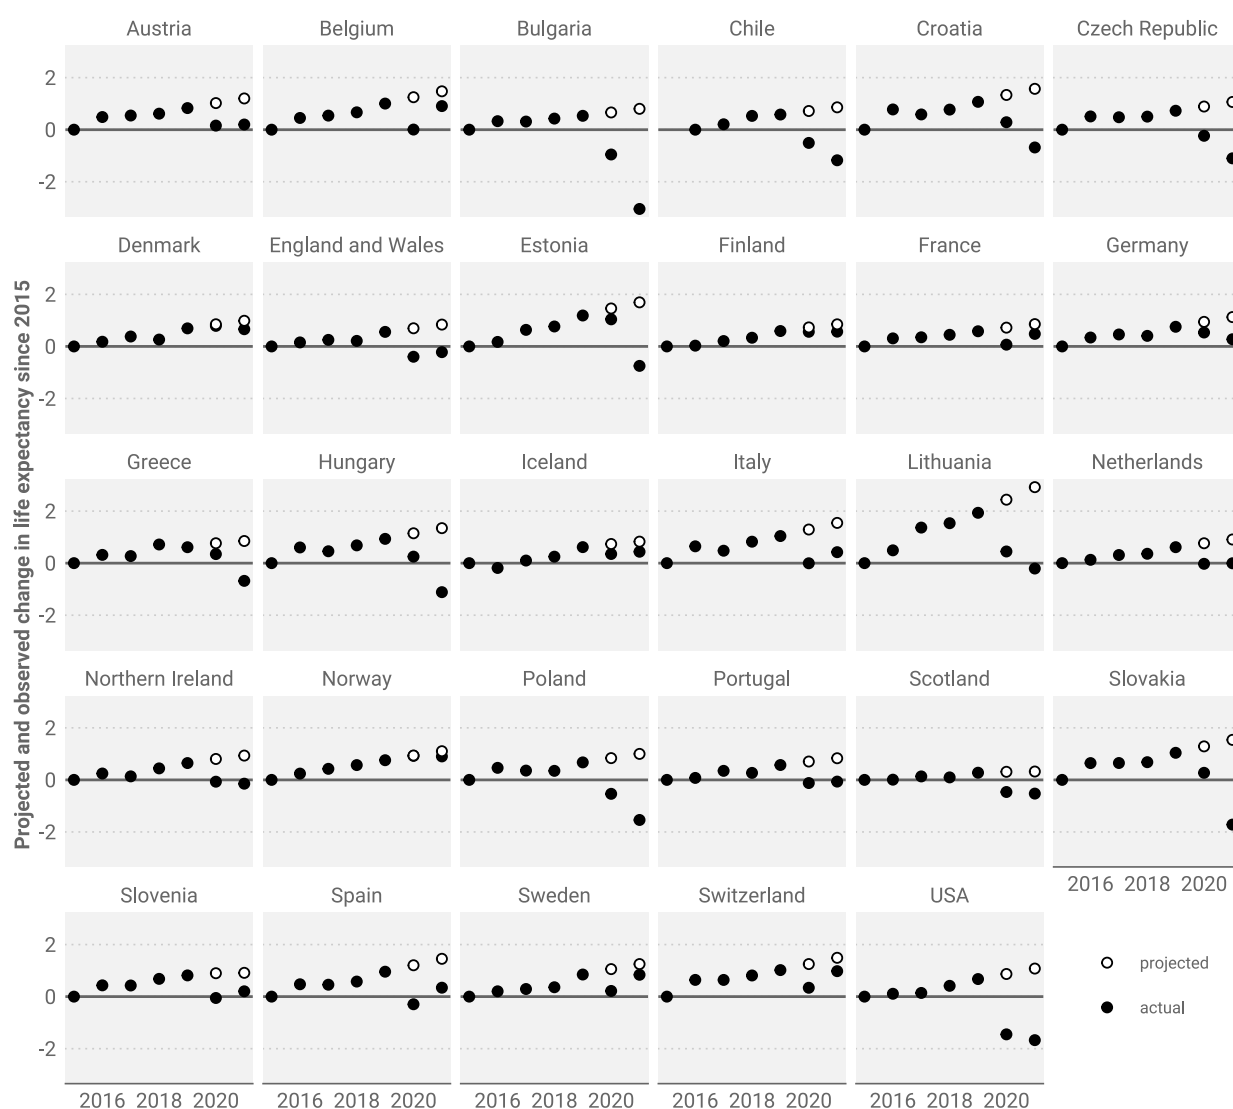 Projected and observed change in life expectancy since 2015
Austria Belgium Bulgaria Chile Croatia Czech Republic
2
0
-2
Denmark England and Wales Estonia Finland France Germany
2
0
-2
Greece Hungary Iceland Italy Lithuania Netherlands
2
0
-2
Northern Ireland Norway Poland Portugal Scotland Slovakia
2
0
-2
2016 2018 2020
Slovenia Spain Sweden Switzerland USA
2
0
-2
projected
actual
2016 2018 2020 2016 2018 2020 2016 2018 2020 2016 2018 2020 2016 2018 2020